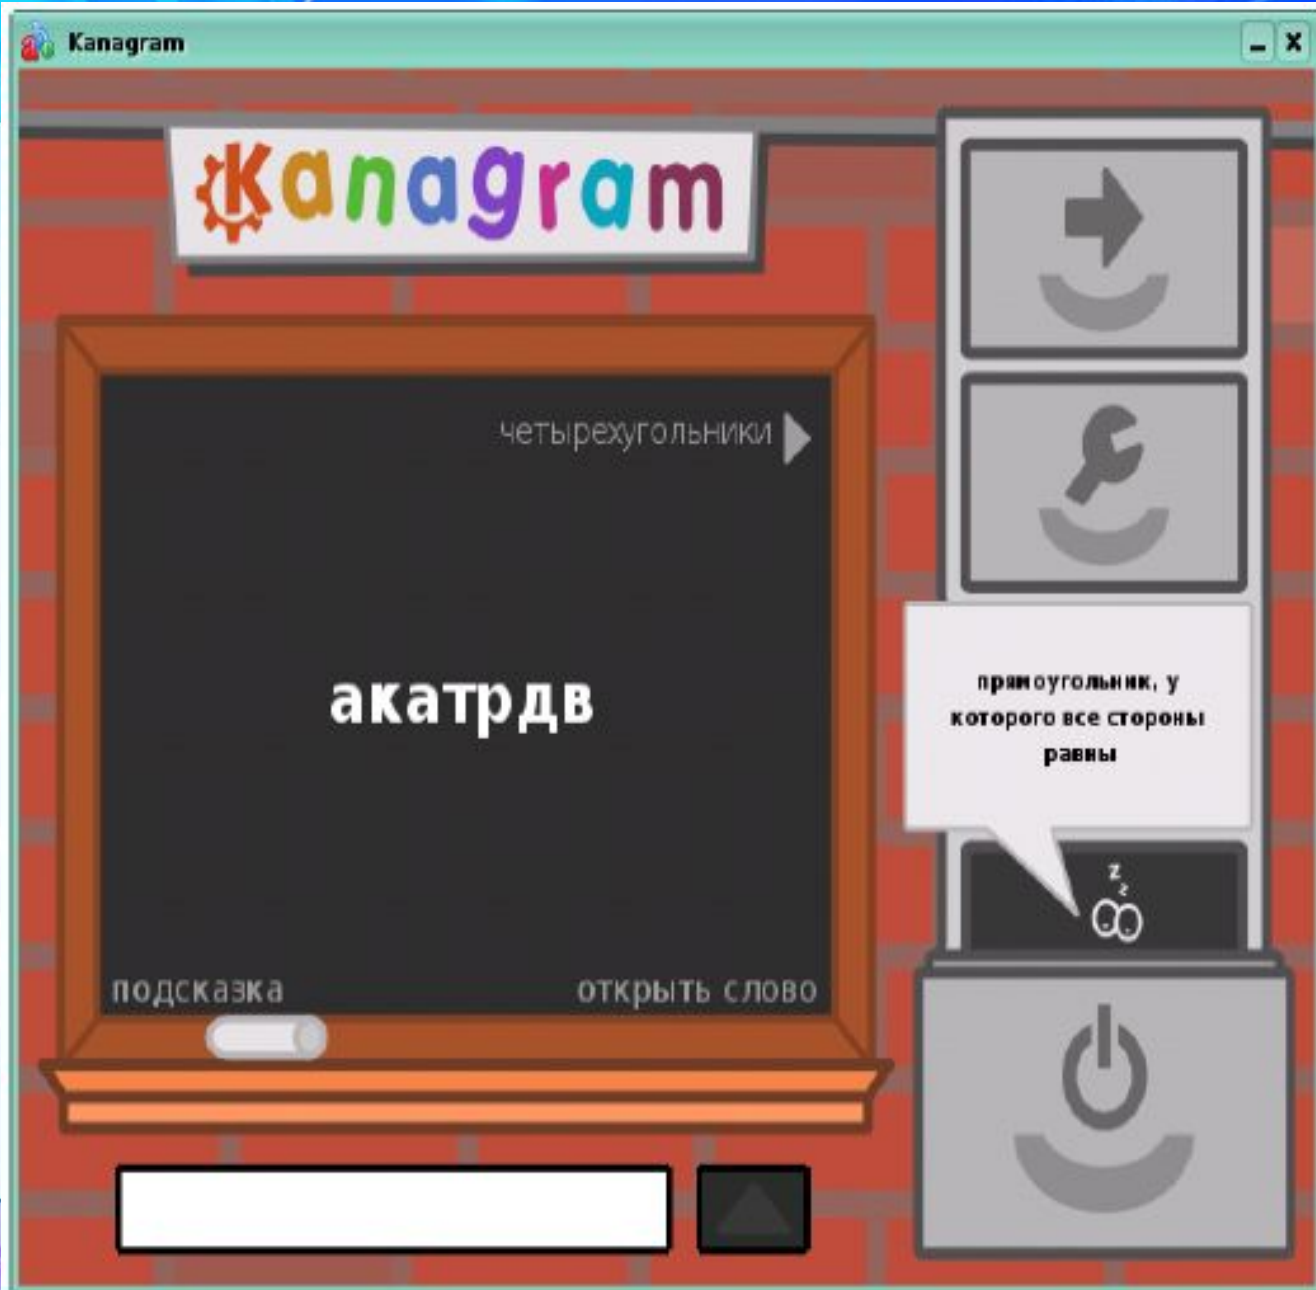 Kanagram
Kanagram
четырехугольники
акатрдв
прямоугольник, у
которого все стороны
равны
z
z
подсказка
открыть слово